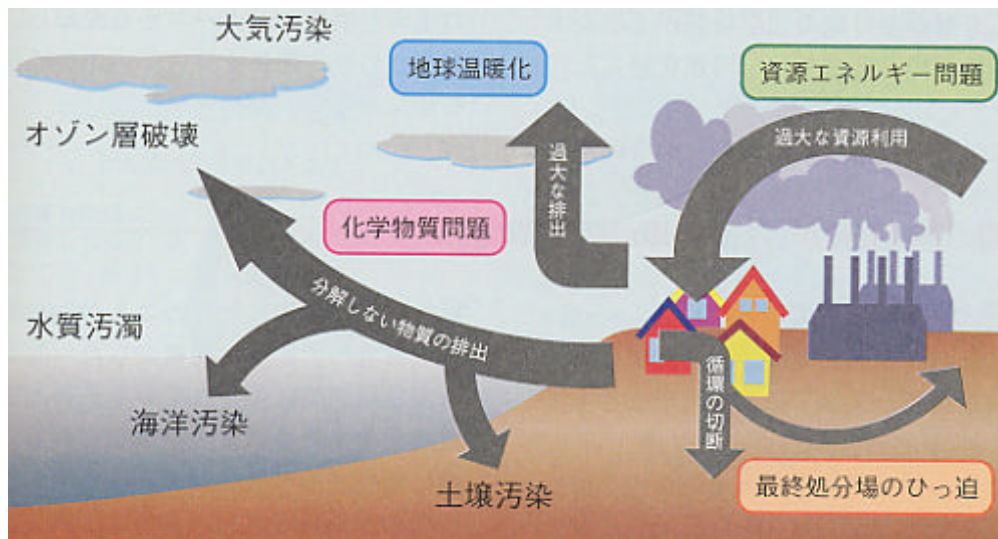 大気汚染
地球温暖化
資源エネルギー問題
オゾン層破壊
過大な資源利用
過大な排出
化学物質問題
分解しない物質の排出
水質汚濁
循環の切断
海洋汚染
土壌汚染
最終処分場のひっ迫